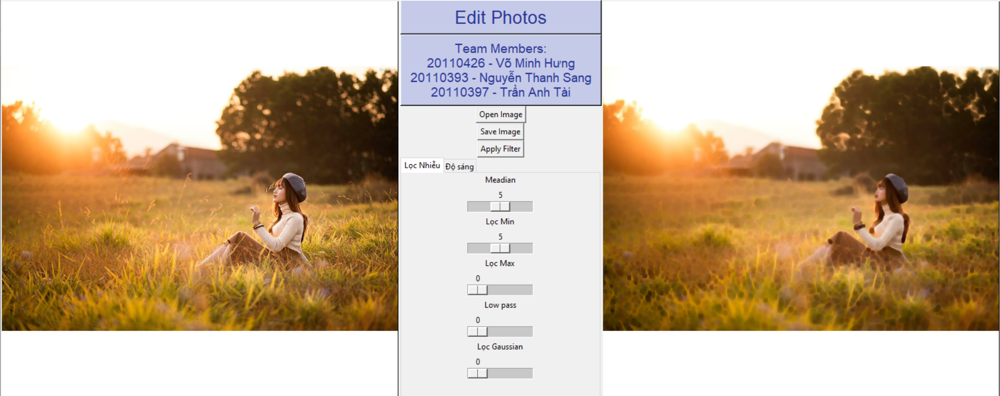 Edit Photos
Team Members:
20110426 - Võ Minh Hưng
20110393 - Nguyễn Thanh Sang
20110397 - Trần Anh Tài
Open Image
Save Image
Apply Filter
Lọc Nhiễu
Độ sáng
Meadian
5
Lọc Min
5
Lọc Max
0
Low pass
0
Lọc Gaussian
0